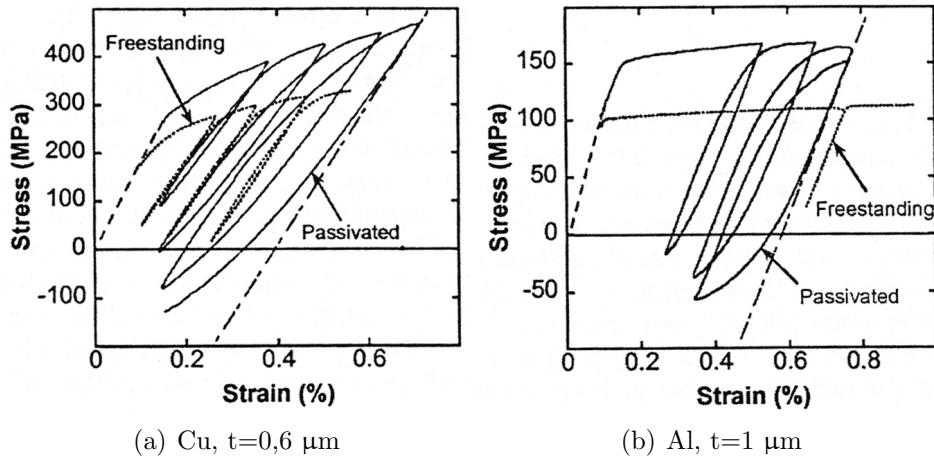 400
300
200
100
0
-100
Stress (MPa)
Freestanding
Passivated
0
0.2
0.4
0.6
Strain (%)
(a) Cu, t=0,6 µm
150
100
50
0
-50
Stress (MPa)
Freestanding
Passivated
0
0.2
0.4
0.6
0.8
Strain (%)
(b) Al, t=1 µm